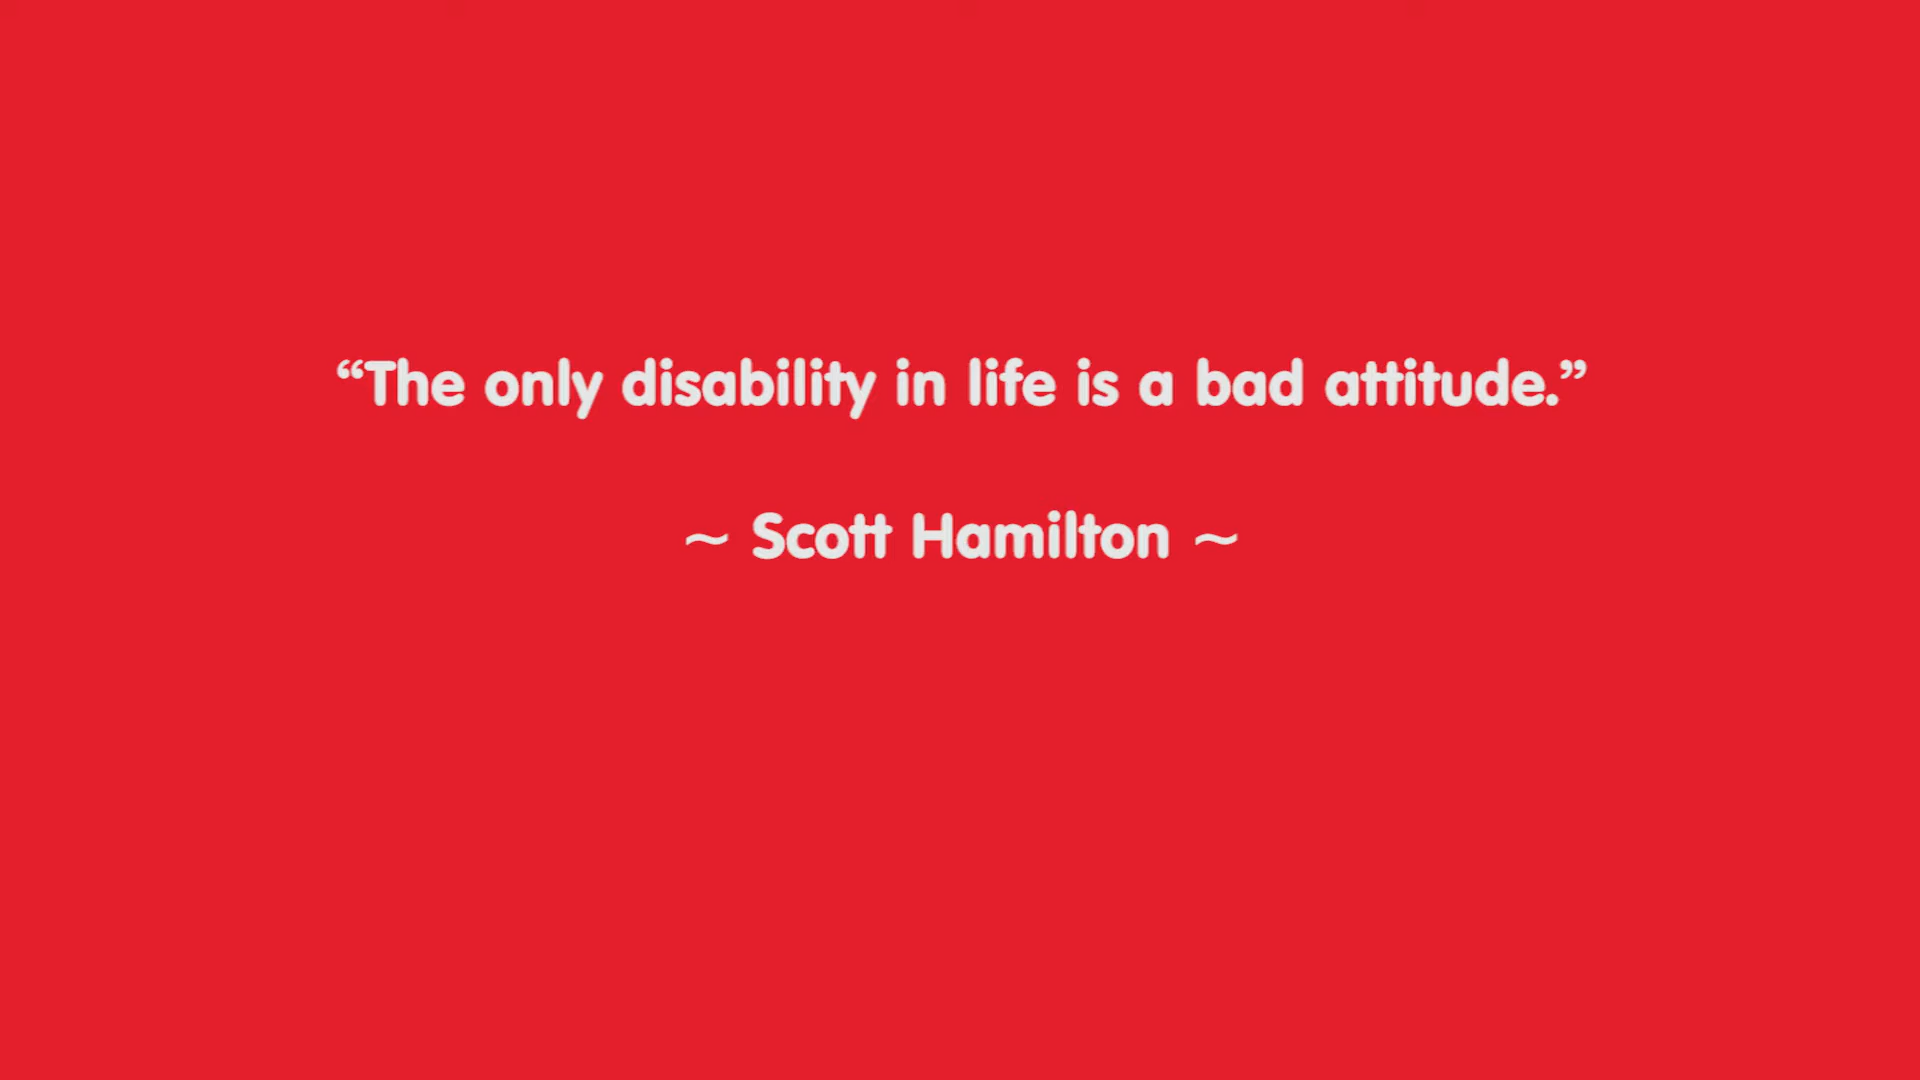 “The only disability in life is a bad attitude.”
~ Scott Hamilton ~